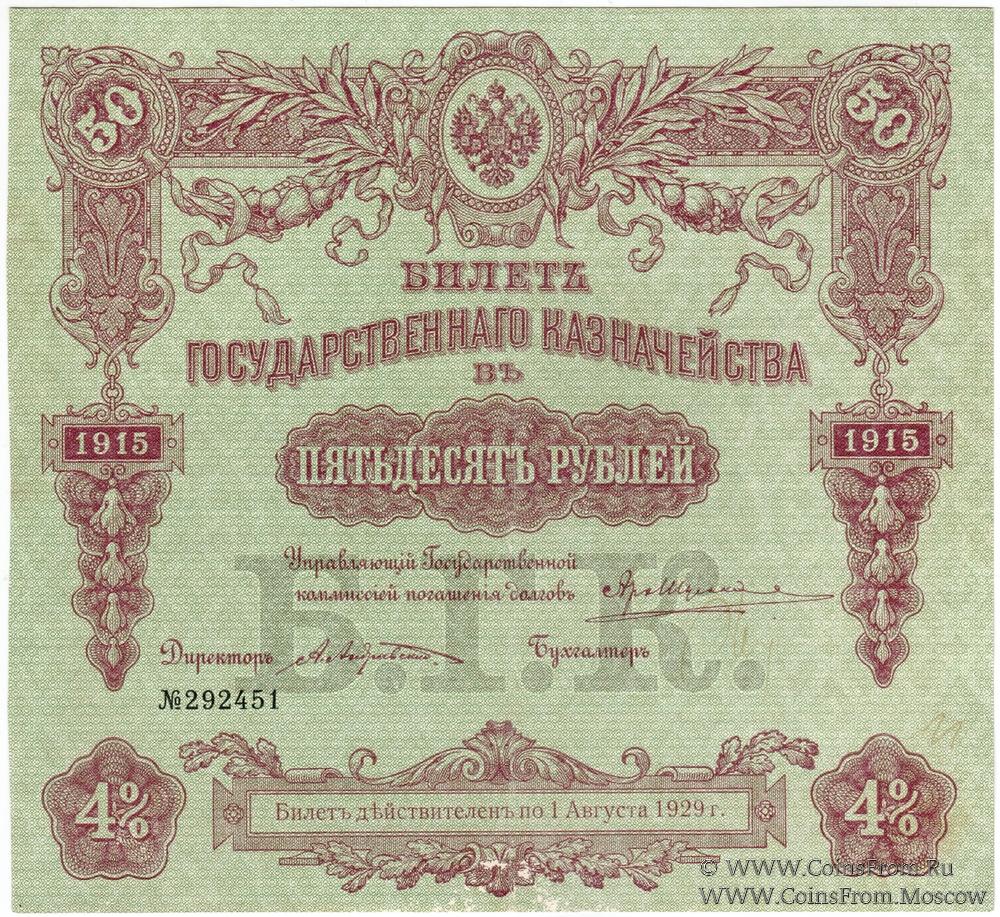 50 50
БИЛЕТЪ
ГОСУДАРСТВЕННАГО КАЗНАЧЕЙСТВА
ВЪ
1915 1915
ПЯТЬДЕСЯТЪ РУБЛЕЙ
Б.Г.К.
Управляющій Государственной
коммиссіей погашенія долговъ
Директоръ Бухгалтеръ
№292451
4% 4%
Билетъ дѣйствителенъ по 1 Августа 1929 г.
© WWW.CoinsFrom.Ru
WWW.CoinsFrom.Moscow